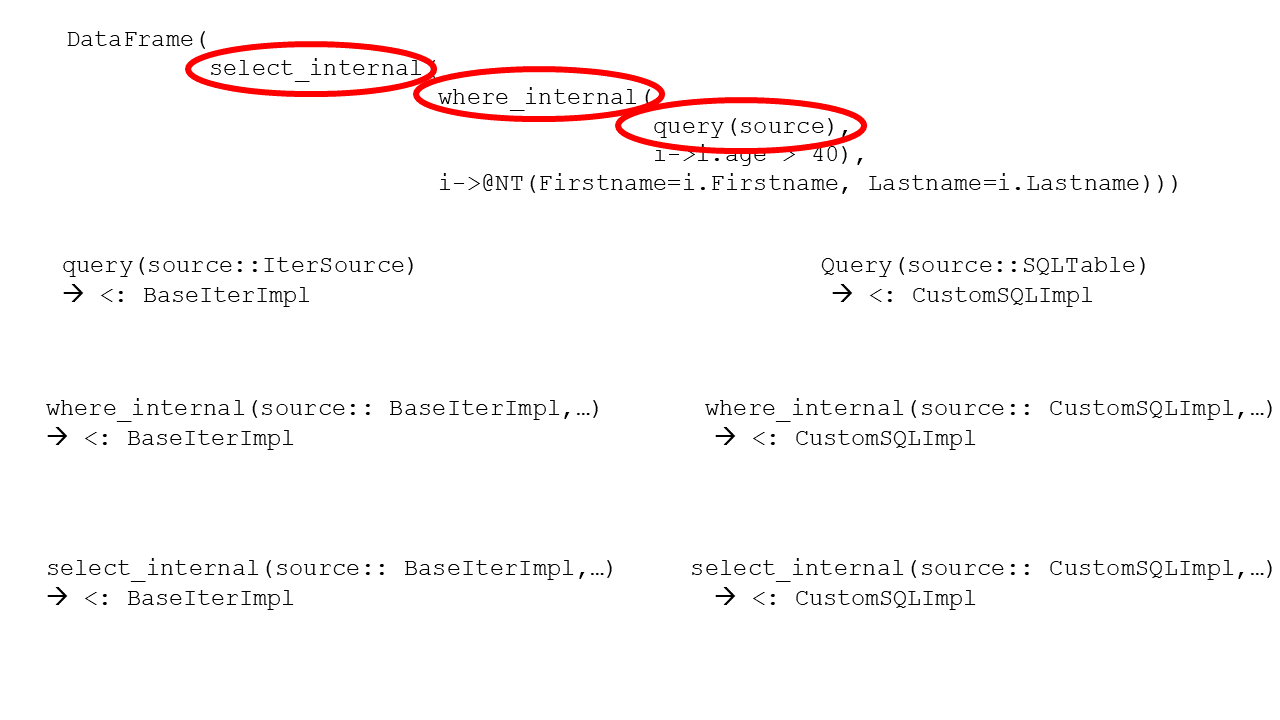 DataFrame(
select_internal(
where_internal(
query(source),
i->i.age > 40),
i->@NT(Firstname=i.Firstname, Lastname=i.Lastname)))
query(source::IterSource)
→ <: BaseIterImpl
Query(source::SQLTable)
→ <: CustomSQLImpl
where_internal(source:: BaseIterImpl,…)
→ <: BaseIterImpl
where_internal(source:: CustomSQLImpl,…)
→ <: CustomSQLImpl
select_internal(source:: BaseIterImpl,…)
→ <: BaseIterImpl
select_internal(source:: CustomSQLImpl,…)
→ <: CustomSQLImpl